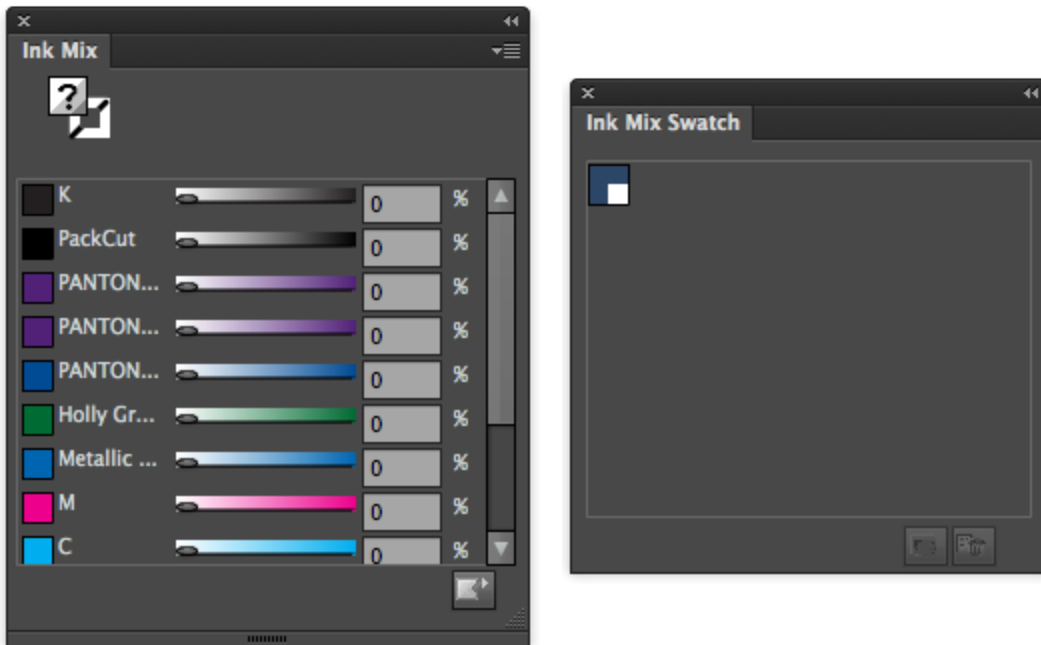 Ink Mix
?
K 0 %
PackCut 0 %
PANTON... 0 %
PANTON... 0 %
PANTON... 0 %
Holly Gr... 0 %
Metallic ... 0 %
M 0 %
C 0 %
Ink Mix Swatch